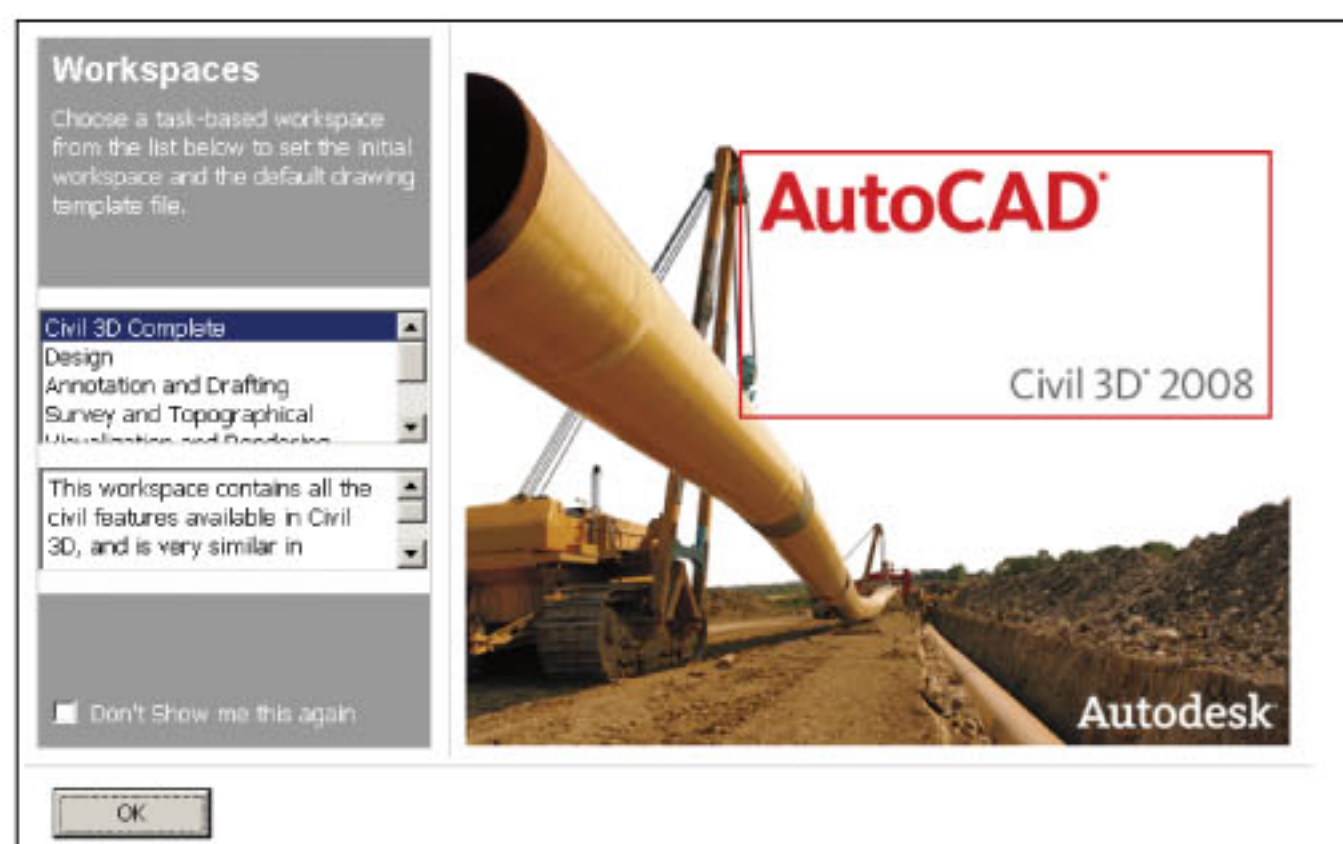 Workspaces
Choose a task-based workspace
from the list below to set the initial
workspace and the default drawing
template file.
Civil 3D Complete
Design
Annotation and Drafting
Survey and Topographical
Visualization and Rendering
This workspace contains all the
civil features available in Civil
3D, and is very similar in
Don't Show me this again
OK
AutoCAD
Civil 3D 2008
Autodesk